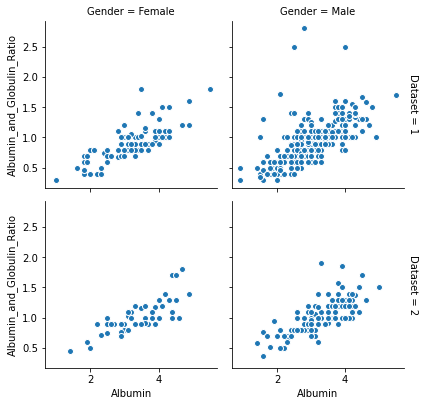 Gender = Female
Gender = Male
Albumin_and_Globulin_Ratio
2.5
2.0
1.5
1.0
0.5
Dataset = 1
Albumin_and_Globulin_Ratio
2.5
2.0
1.5
1.0
0.5
Dataset = 2
2
4
2
4
Albumin
Albumin